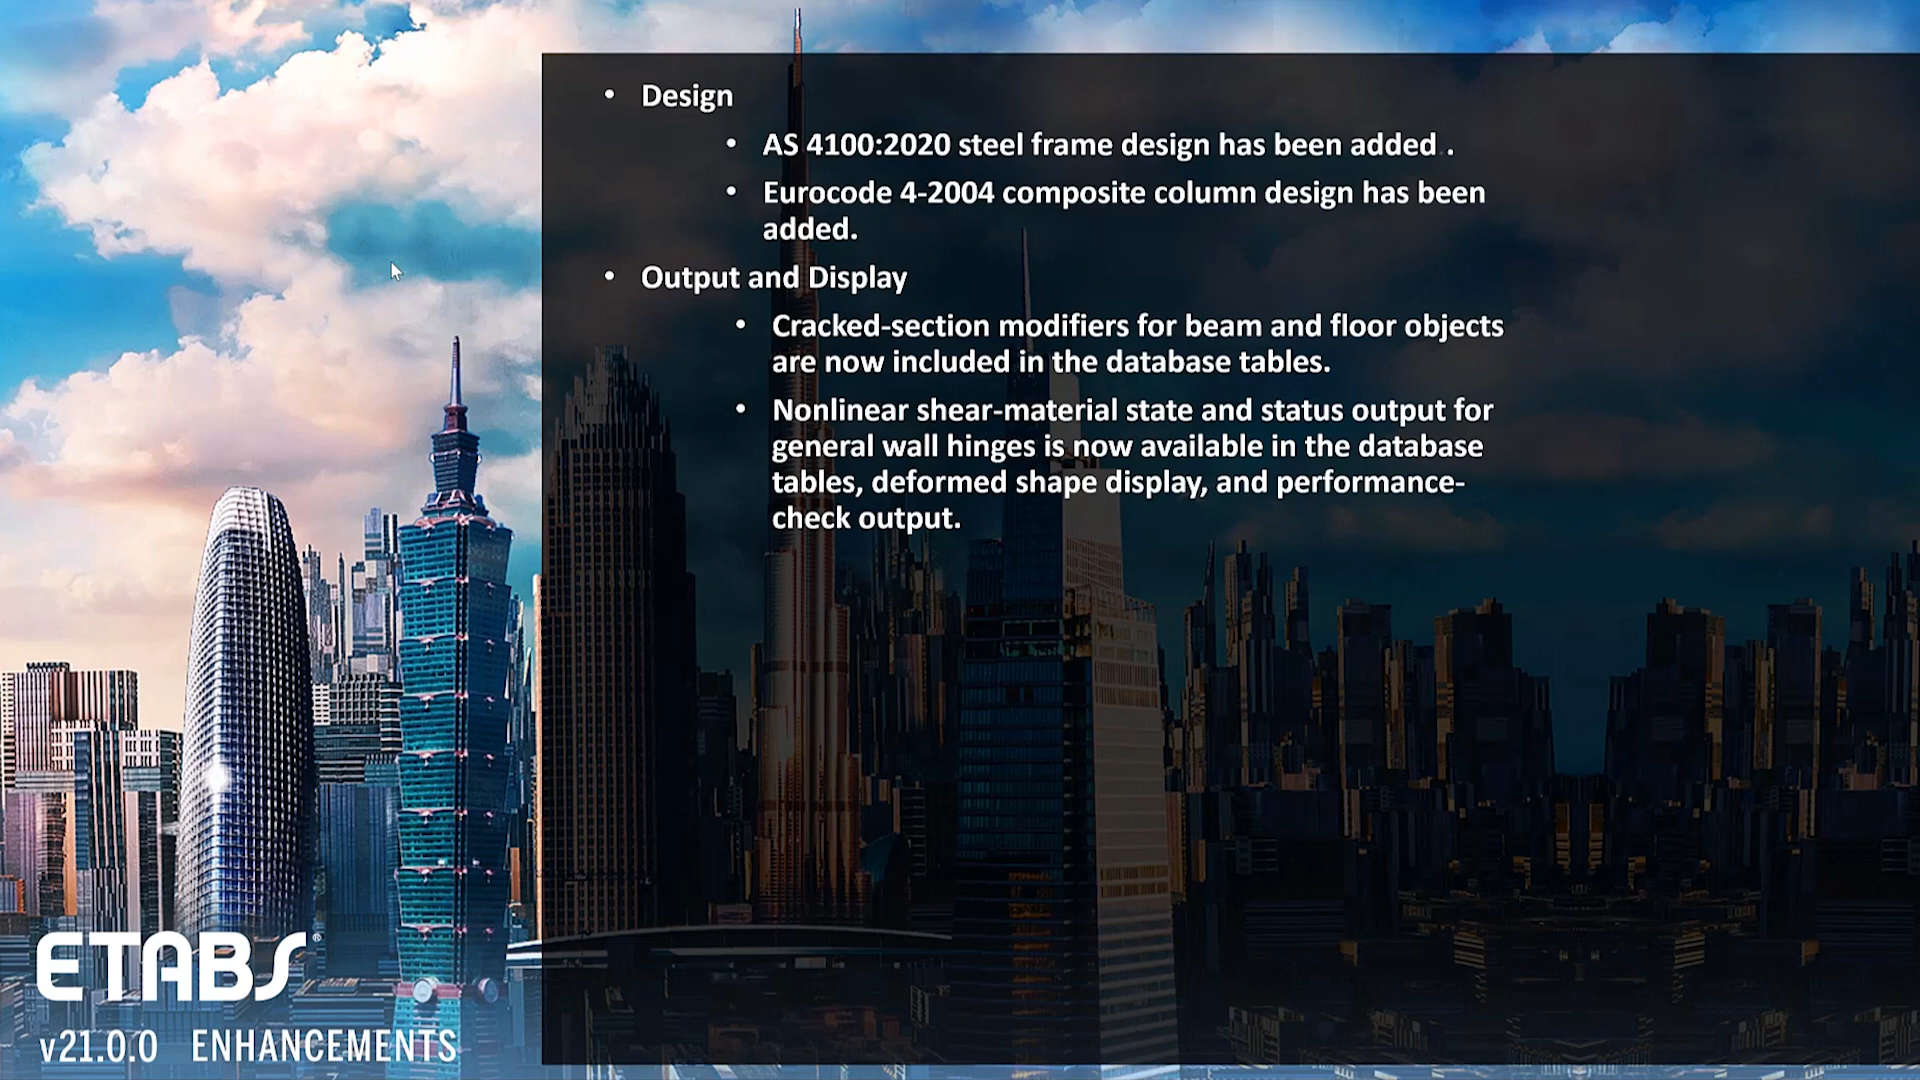 • Design
• AS 4100:2020 steel frame design has been added .
• Eurocode 4-2004 composite column design has been
added.
• Output and Display
• Cracked-section modifiers for beam and floor objects
are now included in the database tables.
• Nonlinear shear-material state and status output for
general wall hinges is now available in the database
tables, deformed shape display, and performance-
check output.
ETABS®
v21.0.0 ENHANCEMENTS